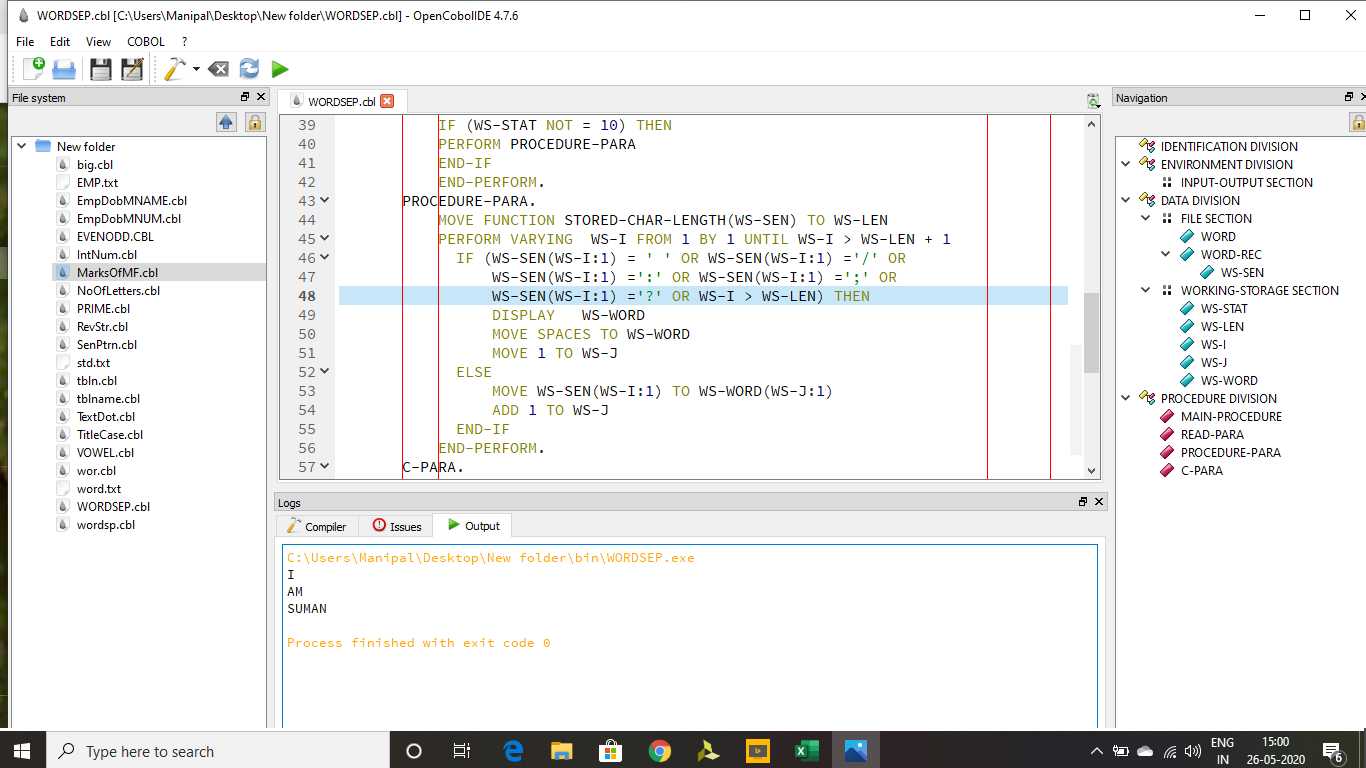 WORDSEP.cbl [C:\Users\Manipal\Desktop\New folder\WORDSEP.cbl] - OpenCobolIDE 4.7.6
File Edit View COBOL ?
File system
New folder
big.cbl
EMP.txt
EmpDobMNAME.cbl
EmpDobMNUM.cbl
EVENODD.CBL
IntNum.cbl
MarksOfMF.cbl
NoOfLetters.cbl
PRIME.cbl
RevStr.cbl
SenPtrn.cbl
std.txt
tbln.cbl
tblname.cbl
TextDot.cbl
TitleCase.cbl
VOWEL.cbl
wor.cbl
word.txt
WORDSEP.cbl
wordsp.cbl
WORDSEP.cbl
39 IF (WS-STAT NOT = 10) THEN
40 PERFORM PROCEDURE-PARA
41 END-IF
42 END-PERFORM.
43 PROCEDURE-PARA.
44 MOVE FUNCTION STORED-CHAR-LENGTH(WS-SEN) TO WS-LEN
45 PERFORM VARYING  WS-I FROM 1 BY 1 UNTIL WS-I > WS-LEN + 1
46 IF (WS-SEN(WS-I:1) = ' ' OR WS-SEN(WS-I:1) ='/' OR
47 WS-SEN(WS-I:1) =':' OR WS-SEN(WS-I:1) =';' OR
48 WS-SEN(WS-I:1) ='?' OR WS-I > WS-LEN) THEN
49 DISPLAY   WS-WORD
50 MOVE SPACES TO WS-WORD
51 MOVE 1 TO WS-J
52 ELSE
53 MOVE WS-SEN(WS-I:1) TO WS-WORD(WS-J:1)
54 ADD 1 TO WS-J
55 END-IF
56 END-PERFORM.
57 C-PARA.
Logs
Compiler Issues Output
C:\Users\Manipal\Desktop\New folder\bin\WORDSEP.exe
I
AM
SUMAN
Process finished with exit code 0
Navigation
IDENTIFICATION DIVISION
ENVIRONMENT DIVISION
INPUT-OUTPUT SECTION
DATA DIVISION
FILE SECTION
WORD
WORD-REC
WS-SEN
WORKING-STORAGE SECTION
WS-STAT
WS-LEN
WS-I
WS-J
WS-WORD
PROCEDURE DIVISION
MAIN-PROCEDURE
READ-PARA
PROCEDURE-PARA
C-PARA
Type here to search
ENG
IN
15:00
26-05-2020
6